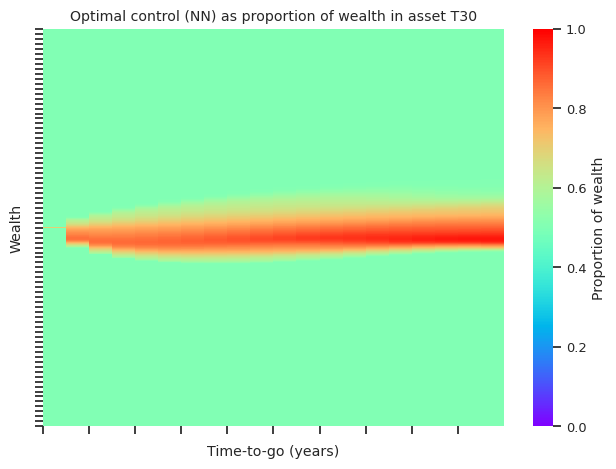 Optimal control (NN) as proportion of wealth in asset T30
Wealth
Time-to-go (years)
1.0
0.8
0.6
0.4
0.2
0.0
Proportion of wealth